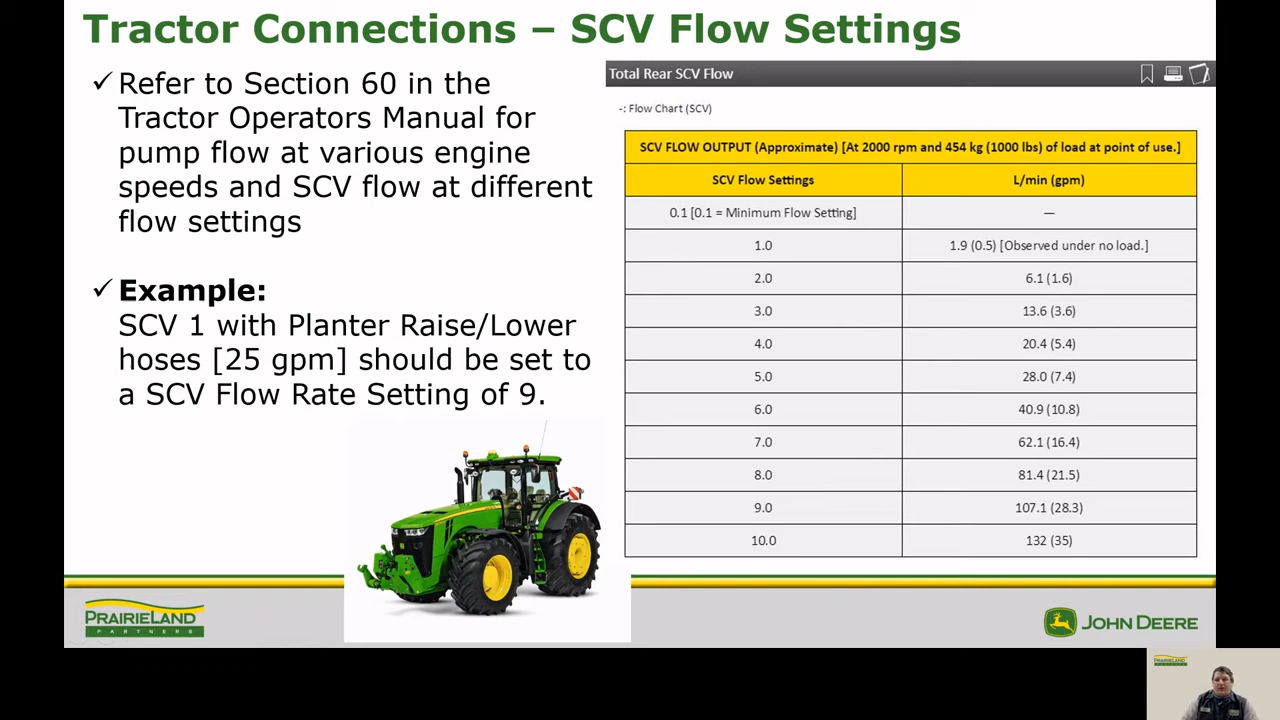 Tractor Connections – SCV Flow Settings
✓Refer to Section 60 in the
Tractor Operators Manual for
pump flow at various engine
speeds and SCV flow at different
flow settings
✓Example:
SCV 1 with Planter Raise/Lower
hoses [25 gpm] should be set to
a SCV Flow Rate Setting of 9.
Total Rear SCV Flow
-: Flow Chart (SCV)
SCV FLOW OUTPUT (Approximate) [At 2000 rpm and 454 kg (1000 lbs) of load at point of use.]
SCV Flow Settings L/min (gpm)
0.1 [0.1 = Minimum Flow Setting] —
1.0 1.9 (0.5) [Observed under no load.]
2.0 6.1 (1.6)
3.0 13.6 (3.6)
4.0 20.4 (5.4)
5.0 28.0 (7.4)
6.0 40.9 (10.8)
7.0 62.1 (16.4)
8.0 81.4 (21.5)
9.0 107.1 (28.3)
10.0 132 (35)
PRAIRIELAND
PARTNERS
JOHN DEERE
PRAIRIELAND